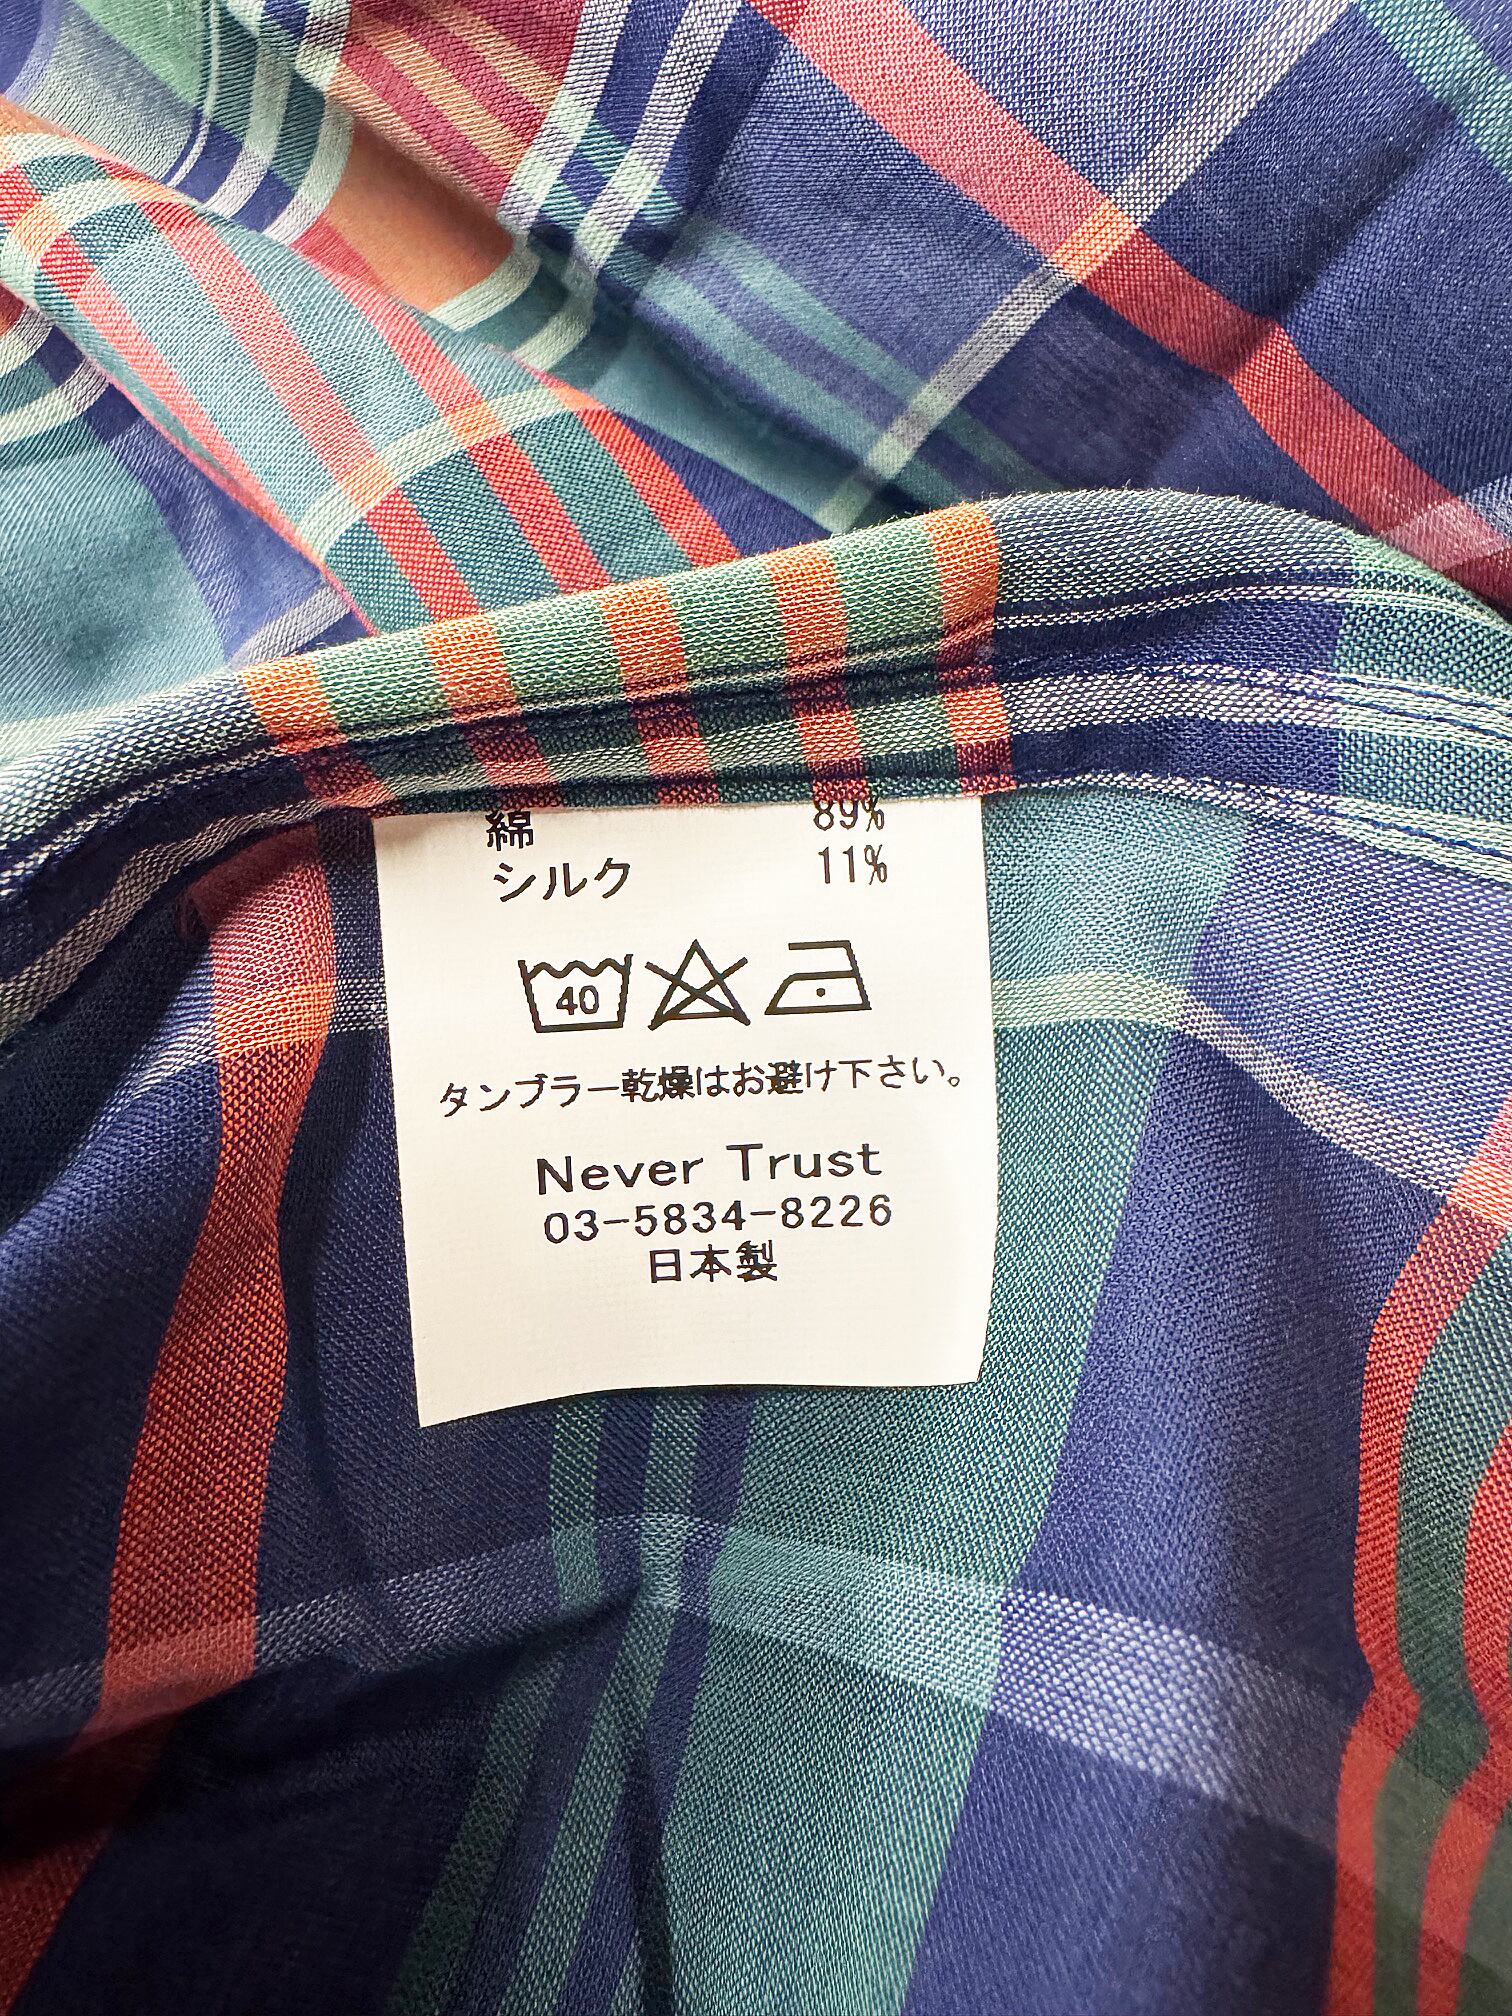 綿 89%
シルク 11%
40
タンブラー乾燥はお避け下さい。
Never Trust
03-5834-8226
日本製